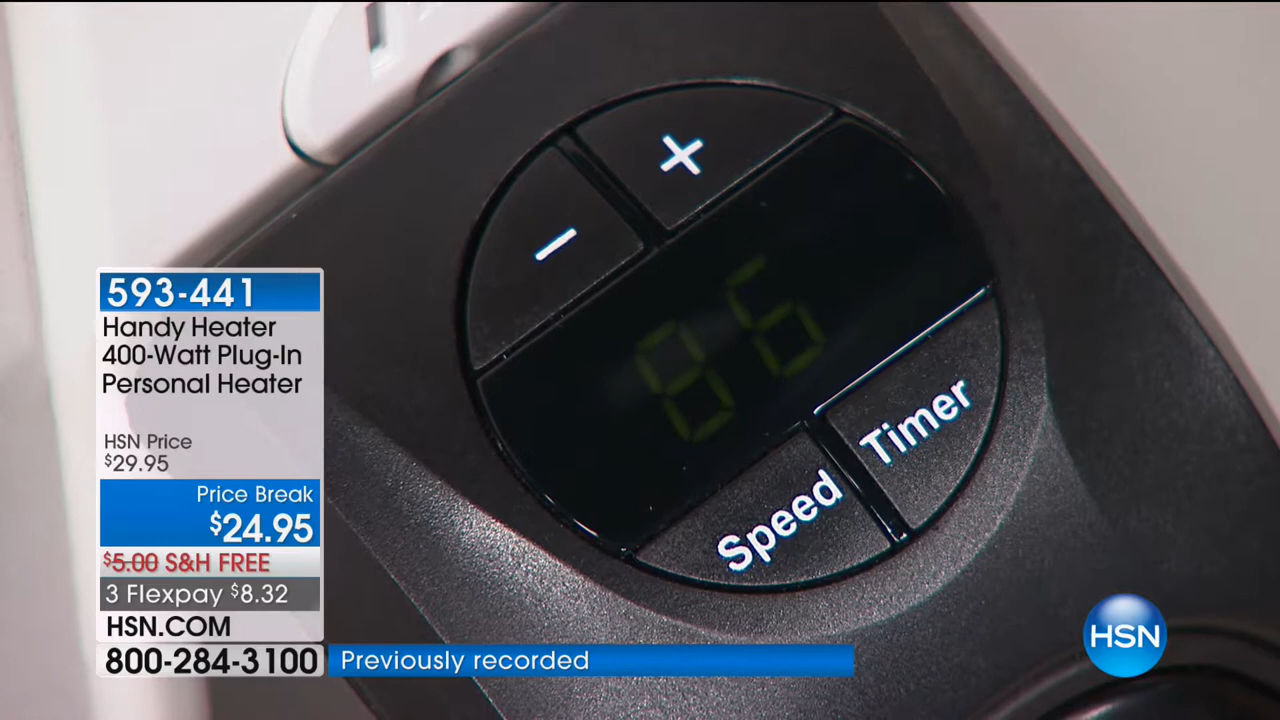 +
-
86
Speed
Timer
593-441
Handy Heater
400-Watt Plug-In
Personal Heater
HSN Price
$29.95
Price Break
$24.95
$5.00 S&H FREE
3 Flexpay $8.32
HSN.COM
800-284-3100
Previously recorded
HSN